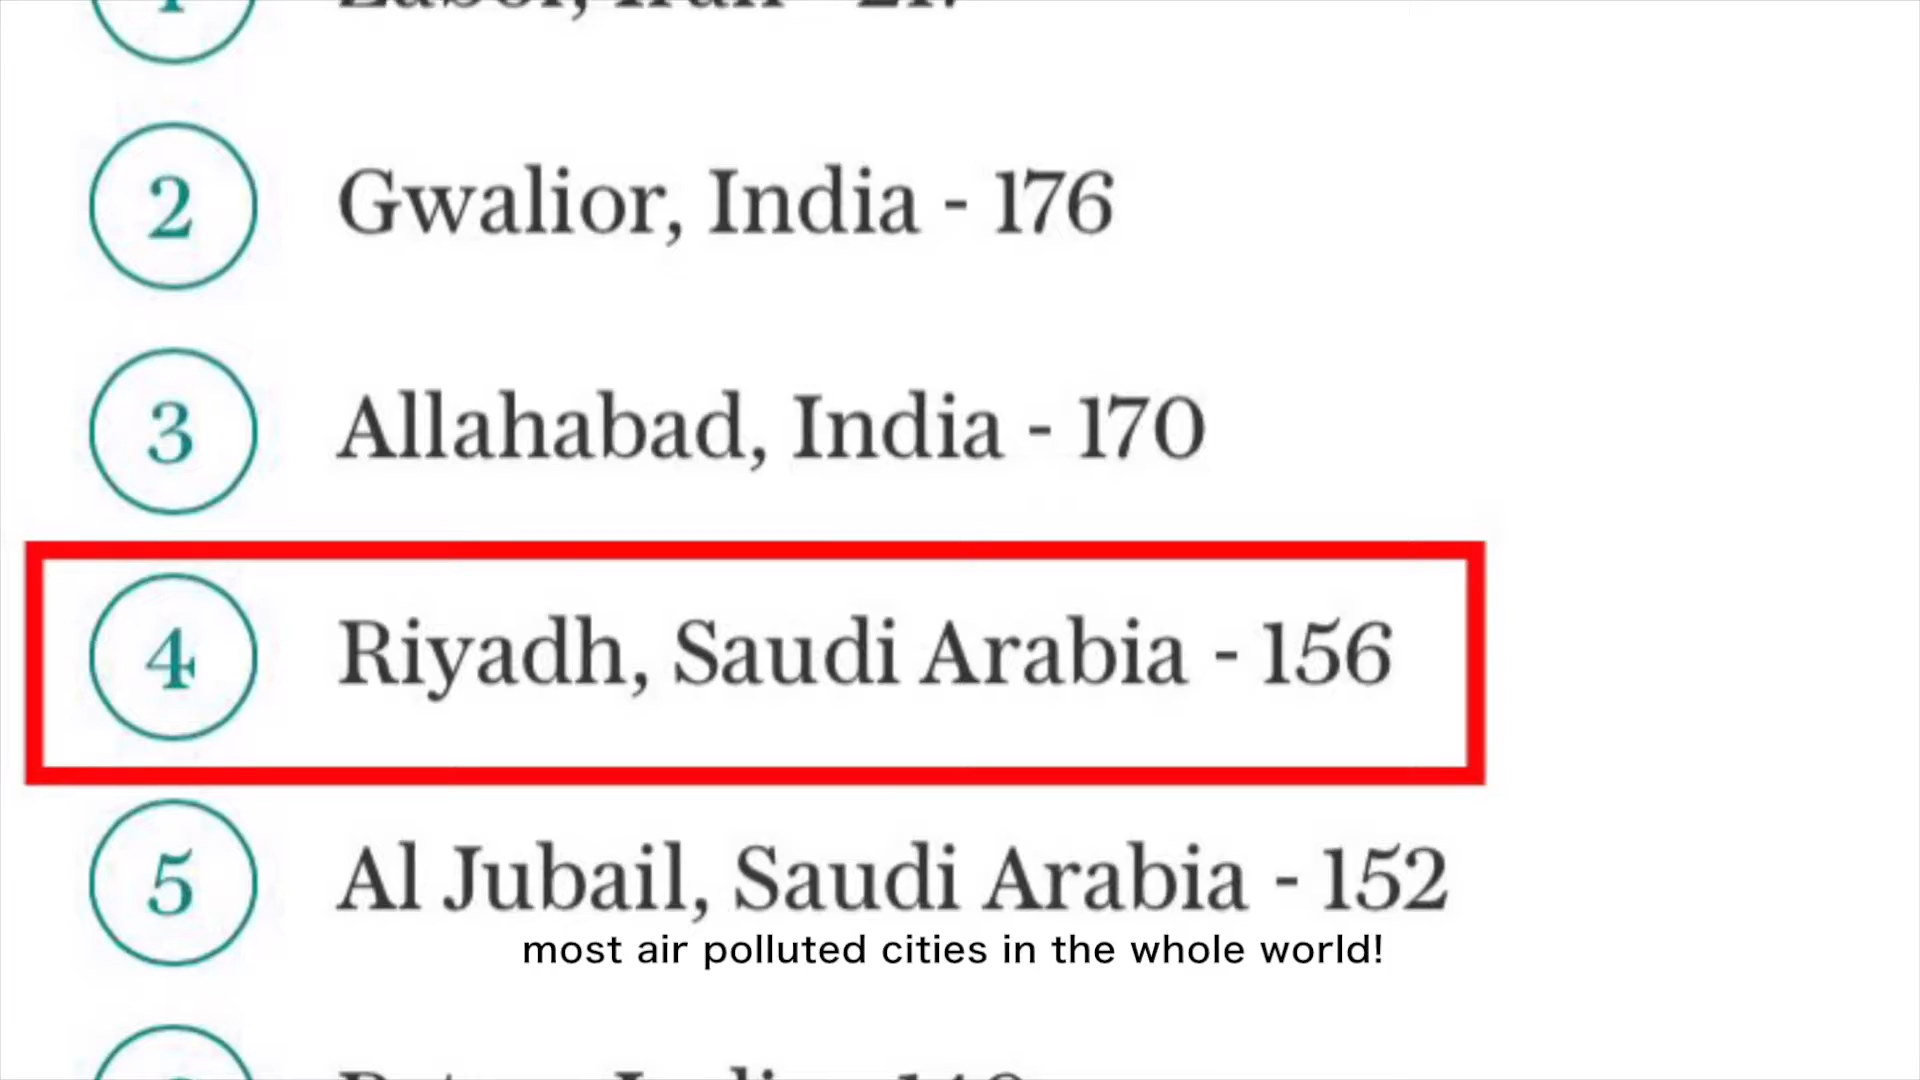 2 Gwalior, India - 176
3 Allahabad, India - 170
4 Riyadh, Saudi Arabia - 156
5 Al Jubail, Saudi Arabia - 152
most air polluted cities in the whole world!